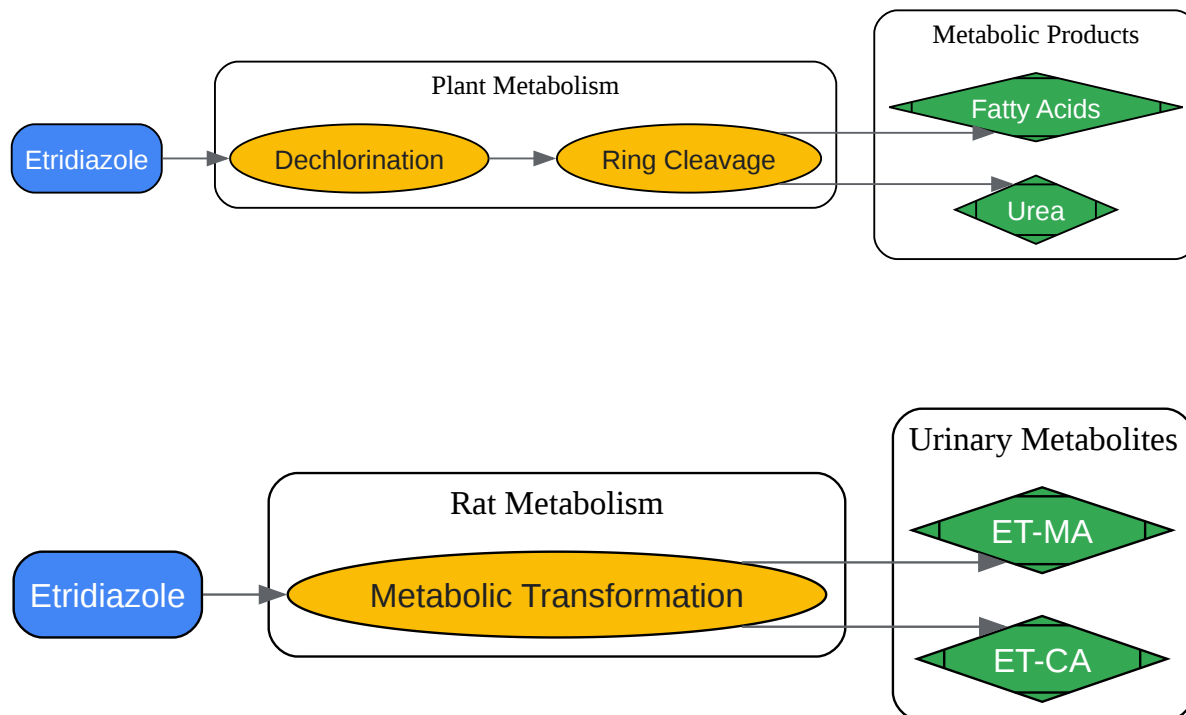 Metabolic Products
Plant Metabolism
Fatty Acids
Etridiazole
Dechlorination
Ring Cleavage
Urea
Urinary Metabolites
Rat Metabolism
ET-MA
Etridiazole
Metabolic Transformation
ET-CA